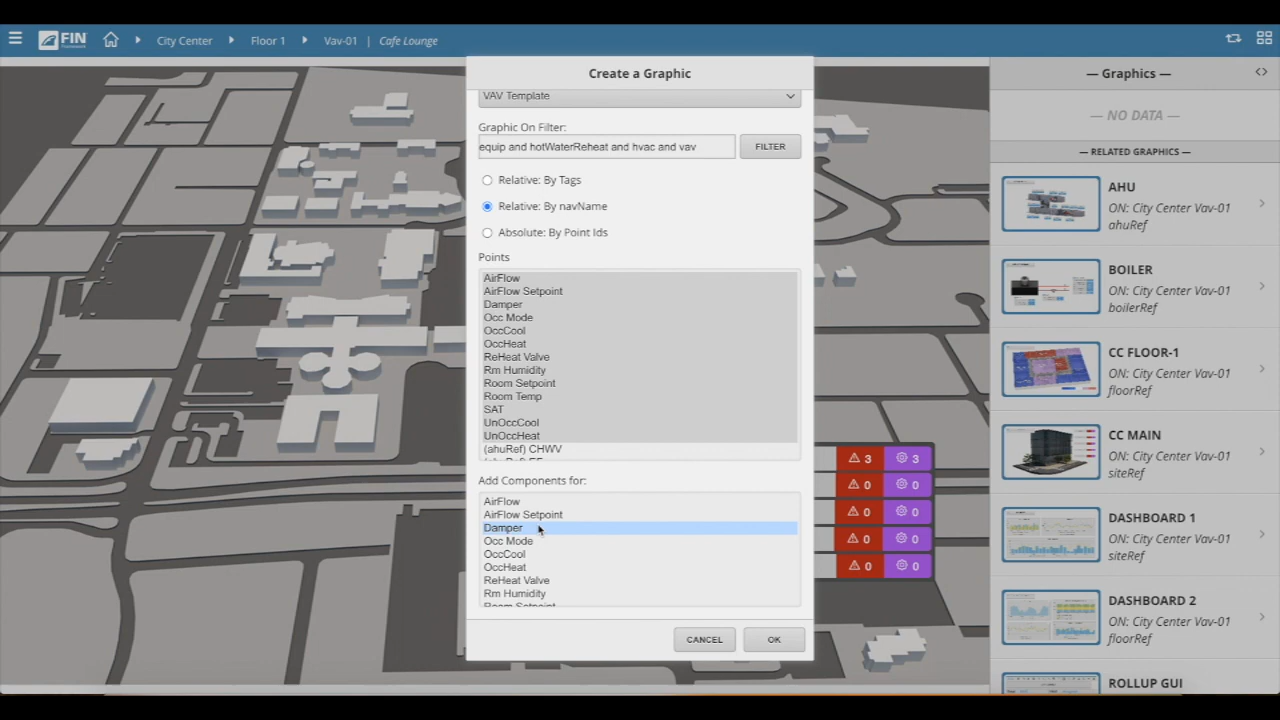 FIN
City Center
Floor 1
Vav-01 | Cafe Lounge
Create a Graphic
VAV Template
Graphic On Filter:
equip and hotWaterReheat and hvac and vav
FILTER
Relative: By Tags
Relative: By navName
Absolute: By Point Ids
Points
AirFlow
AirFlow Setpoint
Damper
Occ Mode
OccCool
OccHeat
ReHeat Valve
Rm Humidity
Room Setpoint
Room Temp
SAT
UnOccCool
UnOccHeat
(ahuRef) CHWV
Add Components for:
AirFlow
AirFlow Setpoint
Damper
Occ Mode
OccCool
OccHeat
ReHeat Valve
Rm Humidity
Room Setpoint
CANCEL
OK
3 3
0 0
0 0
0 0
0 0
— Graphics —
— NO DATA —
— RELATED GRAPHICS —
AHU
ON: City Center Vav-01
ahuRef
BOILER
ON: City Center Vav-01
boilerRef
CC FLOOR-1
ON: City Center Vav-01
floorRef
CC MAIN
ON: City Center Vav-01
siteRef
DASHBOARD 1
ON: City Center Vav-01
siteRef
DASHBOARD 2
ON: City Center Vav-01
floorRef
ROLLUP GUI